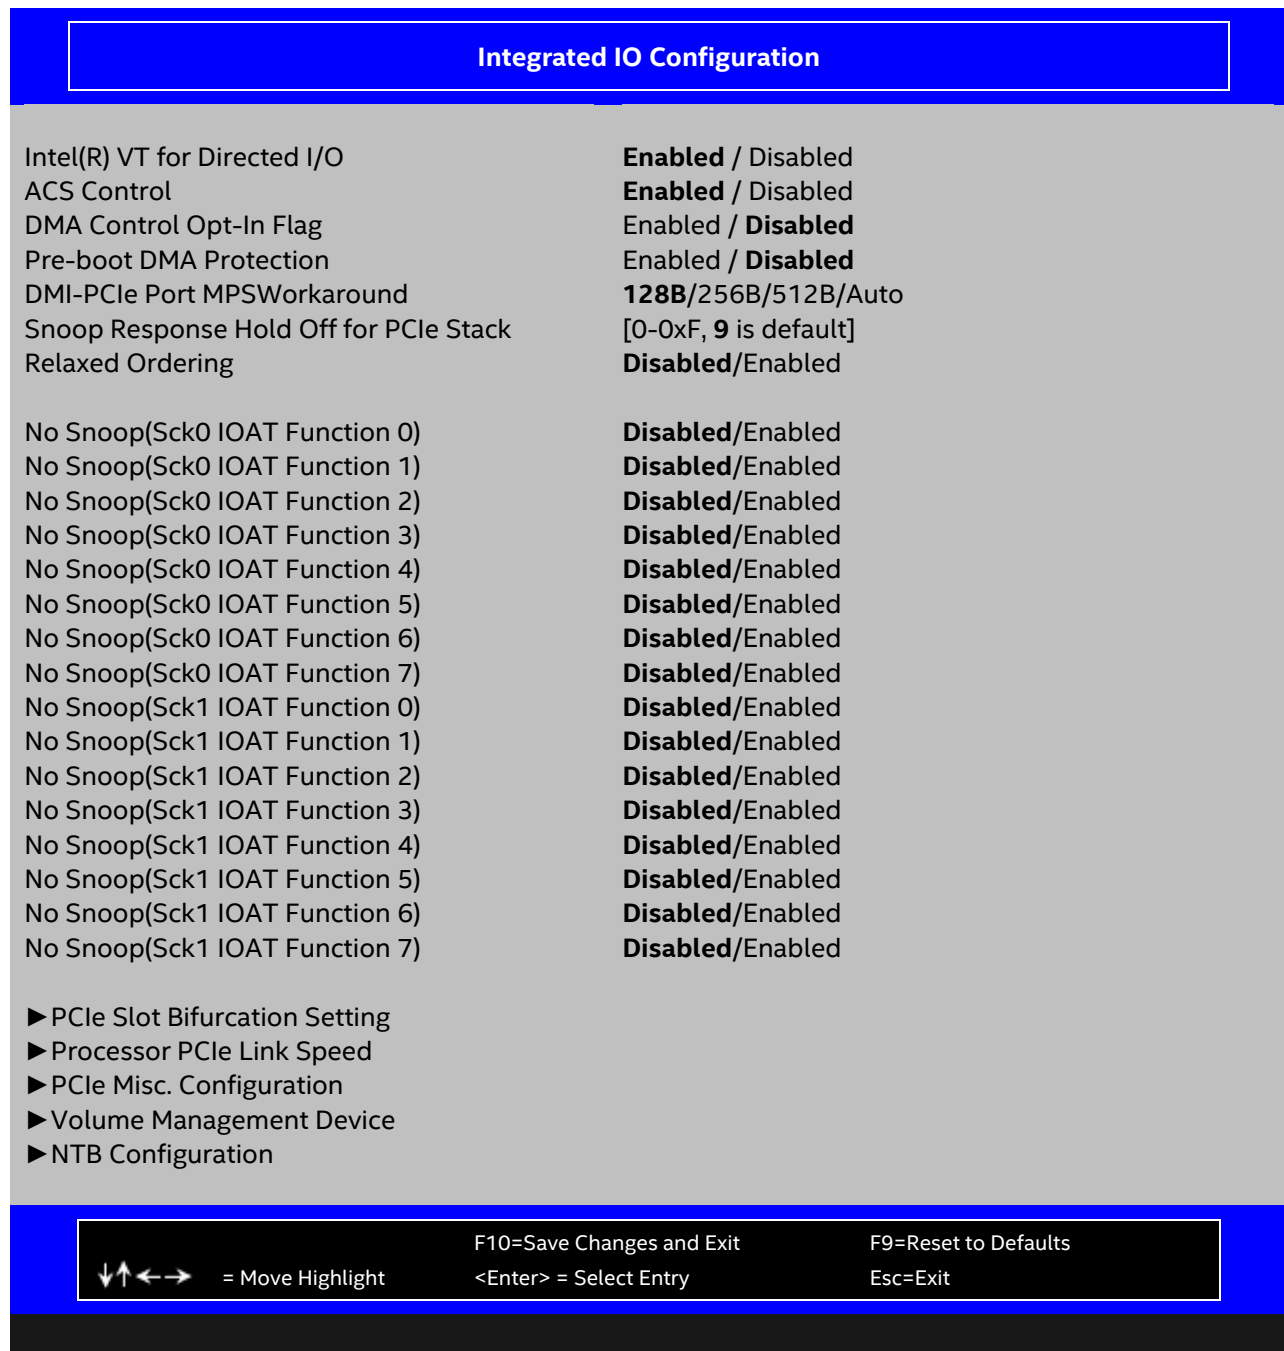 Integrated IO Configuration
Intel(R) VT for Directed I/O Enabled / Disabled
ACS Control Enabled / Disabled
DMA Control Opt-In Flag Enabled / Disabled
Pre-boot DMA Protection Enabled / Disabled
DMI-PCIe Port MPSWorkaround 128B/256B/512B/Auto
Snoop Response Hold Off for PCIe Stack [0-0xF, 9 is default]
Relaxed Ordering Disabled/Enabled
No Snoop(Sck0 IOAT Function 0) Disabled/Enabled
No Snoop(Sck0 IOAT Function 1) Disabled/Enabled
No Snoop(Sck0 IOAT Function 2) Disabled/Enabled
No Snoop(Sck0 IOAT Function 3) Disabled/Enabled
No Snoop(Sck0 IOAT Function 4) Disabled/Enabled
No Snoop(Sck0 IOAT Function 5) Disabled/Enabled
No Snoop(Sck0 IOAT Function 6) Disabled/Enabled
No Snoop(Sck0 IOAT Function 7) Disabled/Enabled
No Snoop(Sck1 IOAT Function 0) Disabled/Enabled
No Snoop(Sck1 IOAT Function 1) Disabled/Enabled
No Snoop(Sck1 IOAT Function 2) Disabled/Enabled
No Snoop(Sck1 IOAT Function 3) Disabled/Enabled
No Snoop(Sck1 IOAT Function 4) Disabled/Enabled
No Snoop(Sck1 IOAT Function 5) Disabled/Enabled
No Snoop(Sck1 IOAT Function 6) Disabled/Enabled
No Snoop(Sck1 IOAT Function 7) Disabled/Enabled
►PCIe Slot Bifurcation Setting
►Processor PCIe Link Speed
►PCIe Misc. Configuration
►Volume Management Device
►NTB Configuration
F10=Save Changes and Exit F9=Reset to Defaults
↓↑←→ = Move Highlight <Enter> = Select Entry Esc=Exit